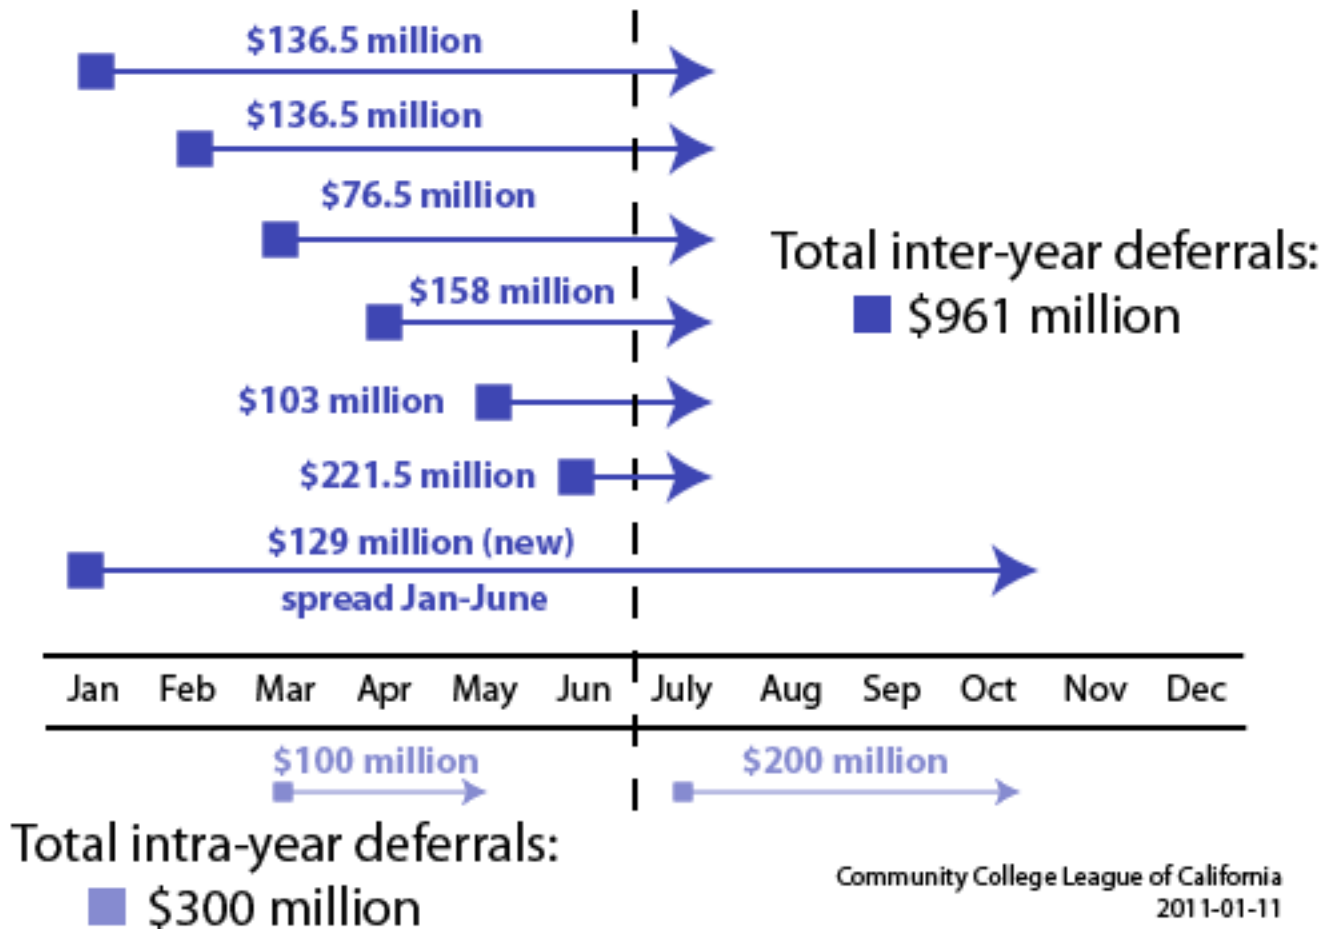 $136.5 million
$136.5 million
$76.5 million
Total inter-year deferrals:
$961 million
$158 million
$103 million
$221.5 million
$129 million (new)
spread Jan-June
Jan Feb Mar Apr May Jun July Aug Sep Oct Nov Dec
$100 million
$200 million
Total intra-year deferrals:
$300 million
Community College League of California
2011-01-11